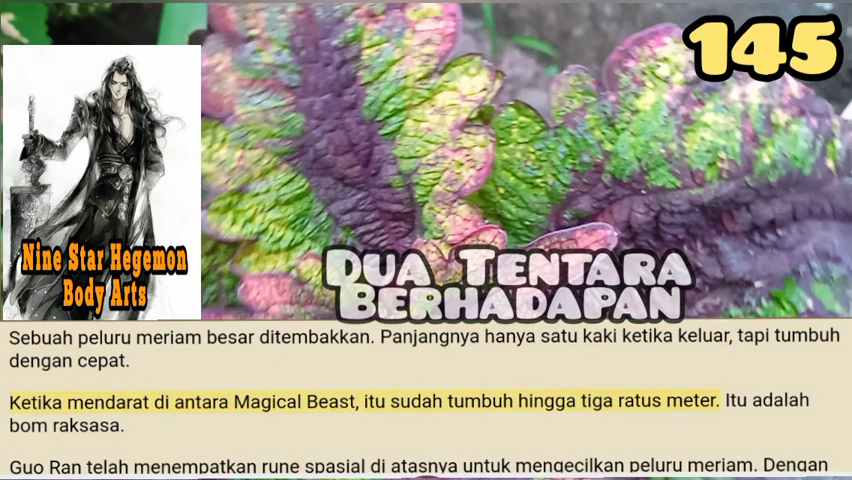 145
Nine Star Hegemon
Body Arts
Dua Tentara
Berhadapan
Sebuah peluru meriam besar ditembakkan. Panjangnya hanya satu kaki ketika keluar, tapi tumbuh
dengan cepat.
Ketika mendarat di antara Magical Beast, itu sudah tumbuh hingga tiga ratus meter. Itu adalah
bom raksasa.
Guo Ran telah menempatkan rune spasial di atasnya untuk mengecilkan peluru meriam. Dengan